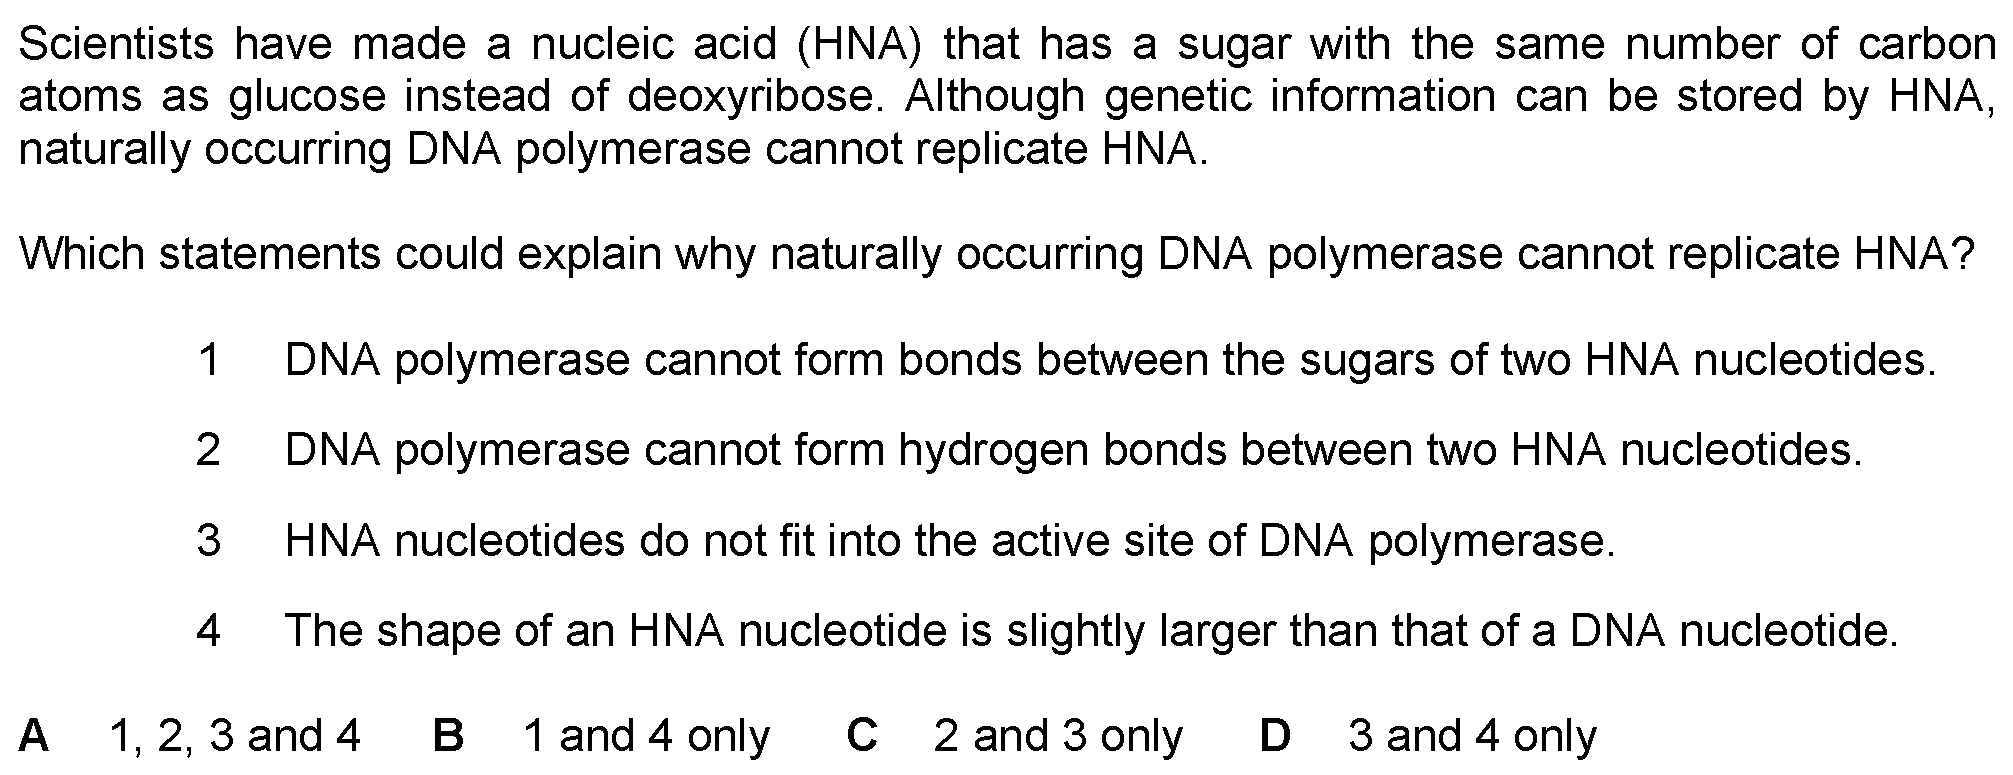 Scientists have made a nucleic acid (HNA) that has a sugar with the same number of carbon
atoms as glucose instead of deoxyribose. Although genetic information can be stored by HNA,
naturally occurring DNA polymerase cannot replicate HNA.
Which statements could explain why naturally occurring DNA polymerase cannot replicate HNA?
1 DNA polymerase cannot form bonds between the sugars of two HNA nucleotides.
2 DNA polymerase cannot form hydrogen bonds between two HNA nucleotides.
3 HNA nucleotides do not fit into the active site of DNA polymerase.
4 The shape of an HNA nucleotide is slightly larger than that of a DNA nucleotide.
A 1, 2, 3 and 4 B 1 and 4 only C 2 and 3 only D 3 and 4 only